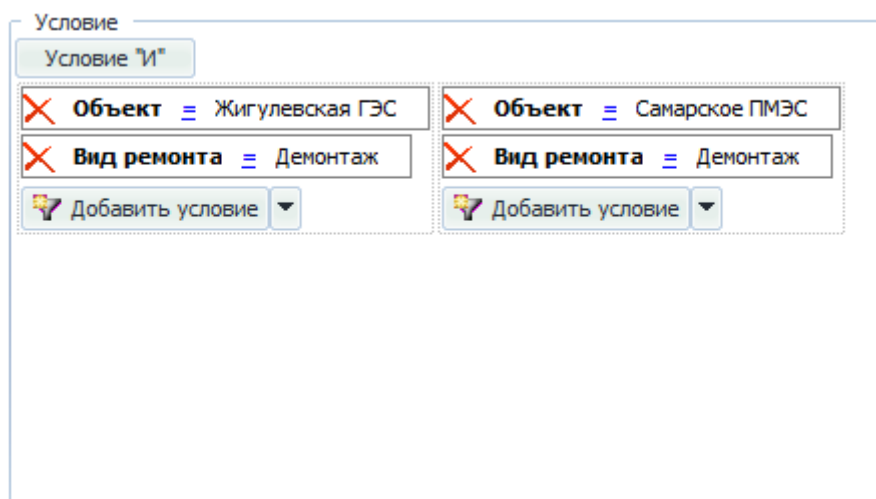 Условие
Условие "И"
Объект = Жигулевская ГЭС
Вид ремонта = Демонтаж
Добавить условие
Объект = Самарское ПМЭС
Вид ремонта = Демонтаж
Добавить условие